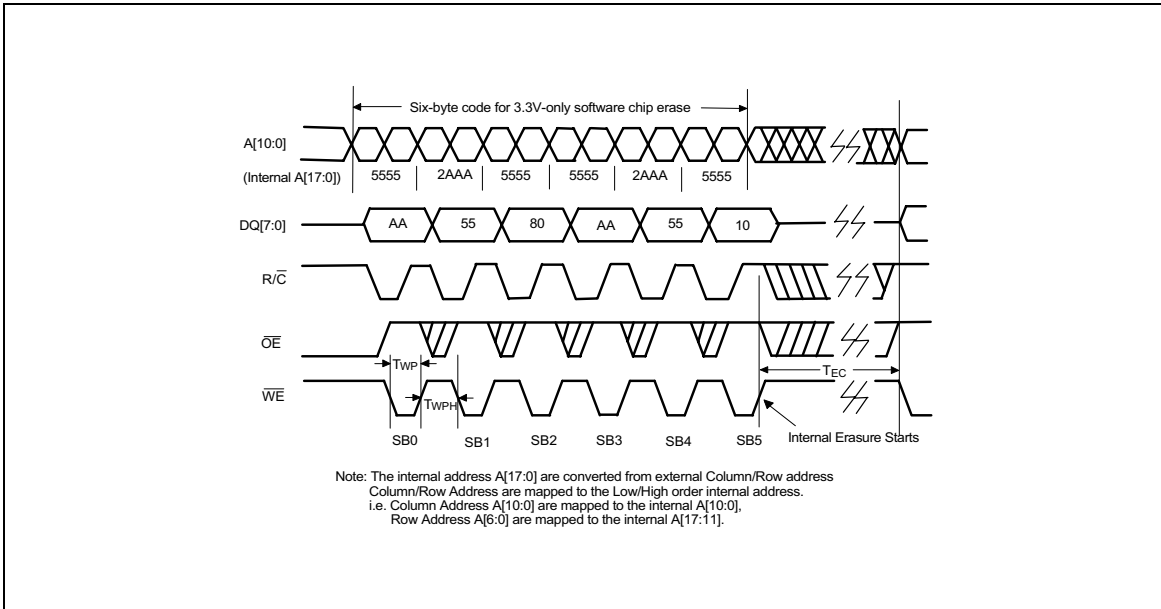 Six-byte code for 3.3V-only software chip erase
A[10:0]
(Internal A[17:0]) 5555 2AAA 5555 5555 2AAA 5555
DQ[7:0] AA 55 80 AA 55 10
R/C̅
O̅E̅
TWP
TEC
W̅E̅
TWPH
SB0 SB1 SB2 SB3 SB4 SB5 Internal Erasure Starts
Note: The internal address A[17:0] are converted from external Column/Row address
Column/Row Address are mapped to the Low/High order internal address.
i.e. Column Address A[10:0] are mapped to the internal A[10:0],
Row Address A[6:0] are mapped to the internal A[17:11].